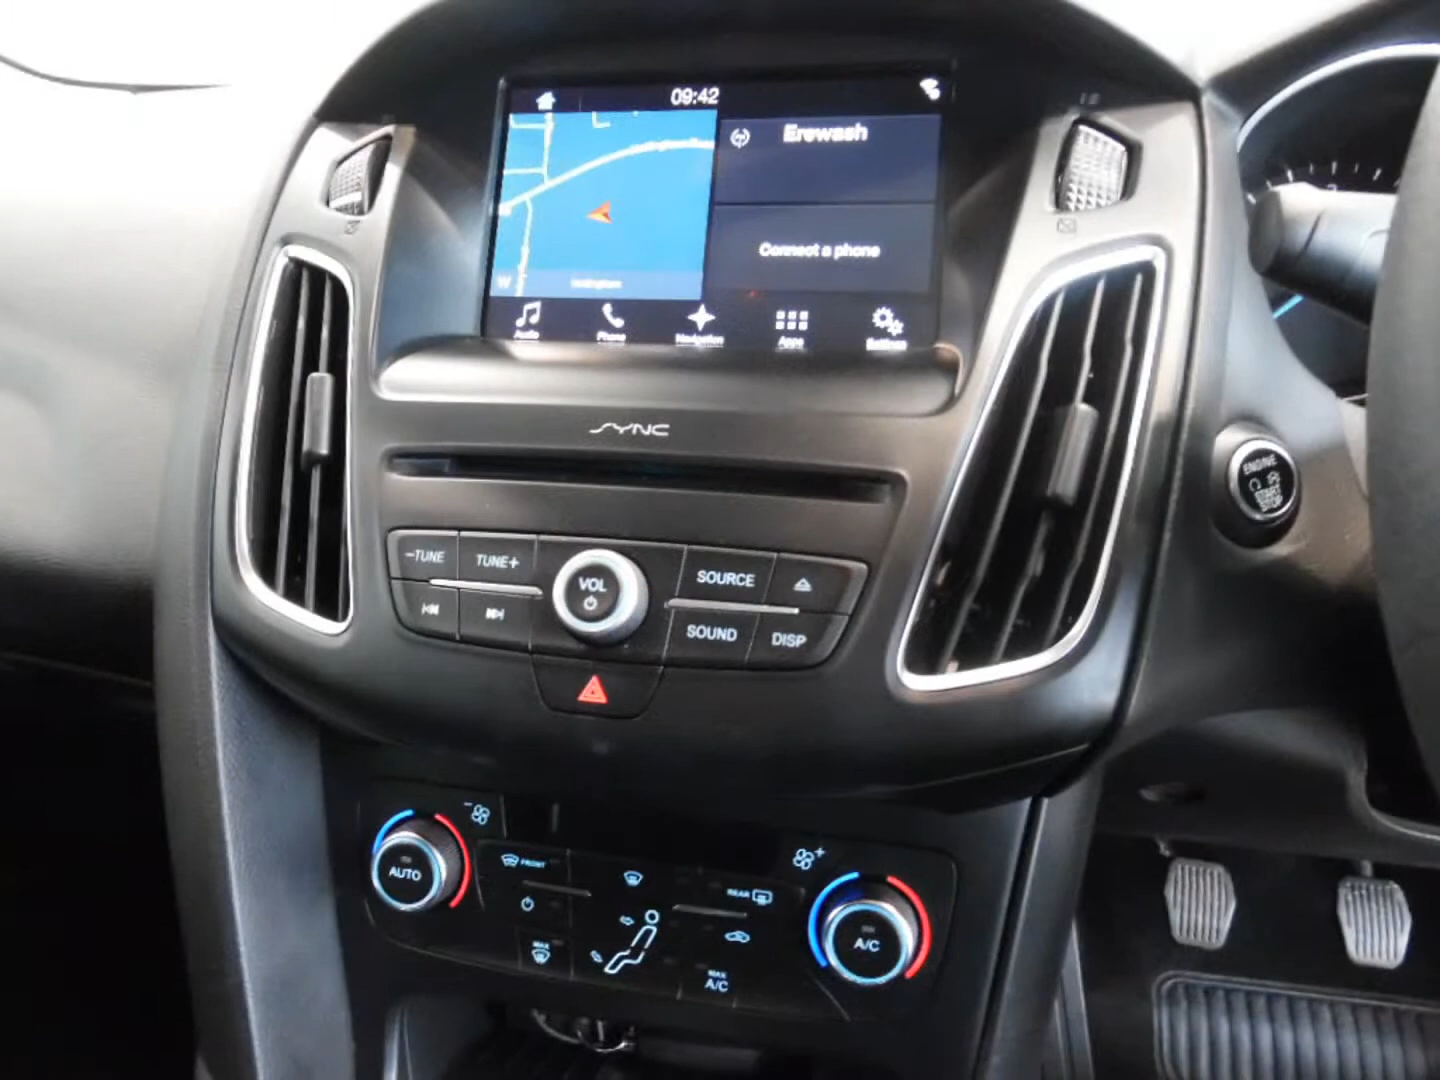 09:42
Erewash
Connect a phone
W
Audio
Phone
Navigation
Apps
Settings
SYNC
ENGINE
START
STOP
-TUNE
TUNE+
VOL
SOURCE
SOUND
DISP
AUTO
FRONT
REAR
MAX
MAX
A/C
A/C